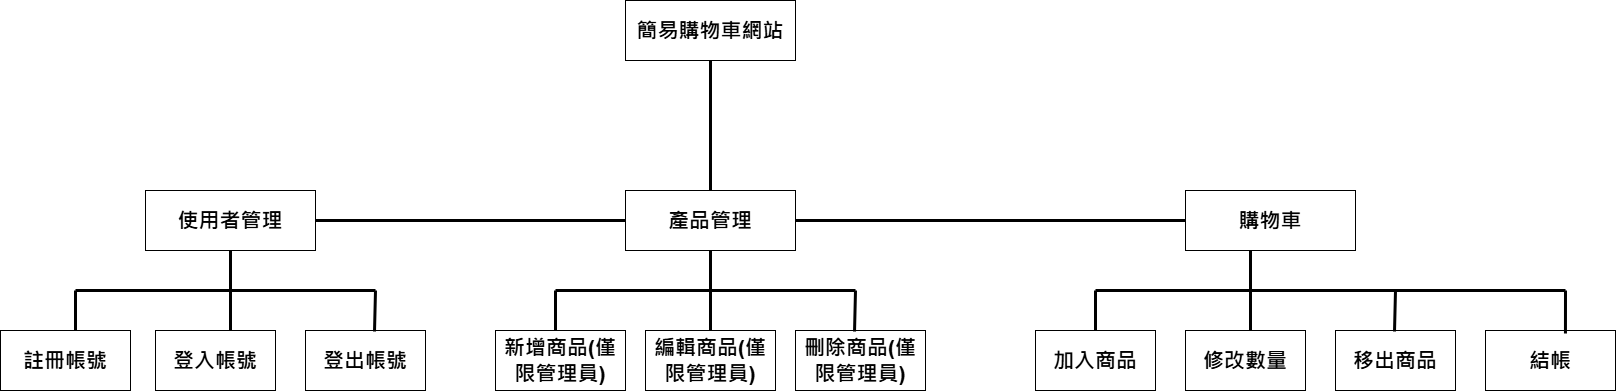 簡易購物車網站
使用者管理
產品管理
購物車
註冊帳號
登入帳號
登出帳號
新增商品(僅
限管理員)
編輯商品(僅
限管理員)
刪除商品(僅
限管理員)
加入商品
修改數量
移出商品
結帳